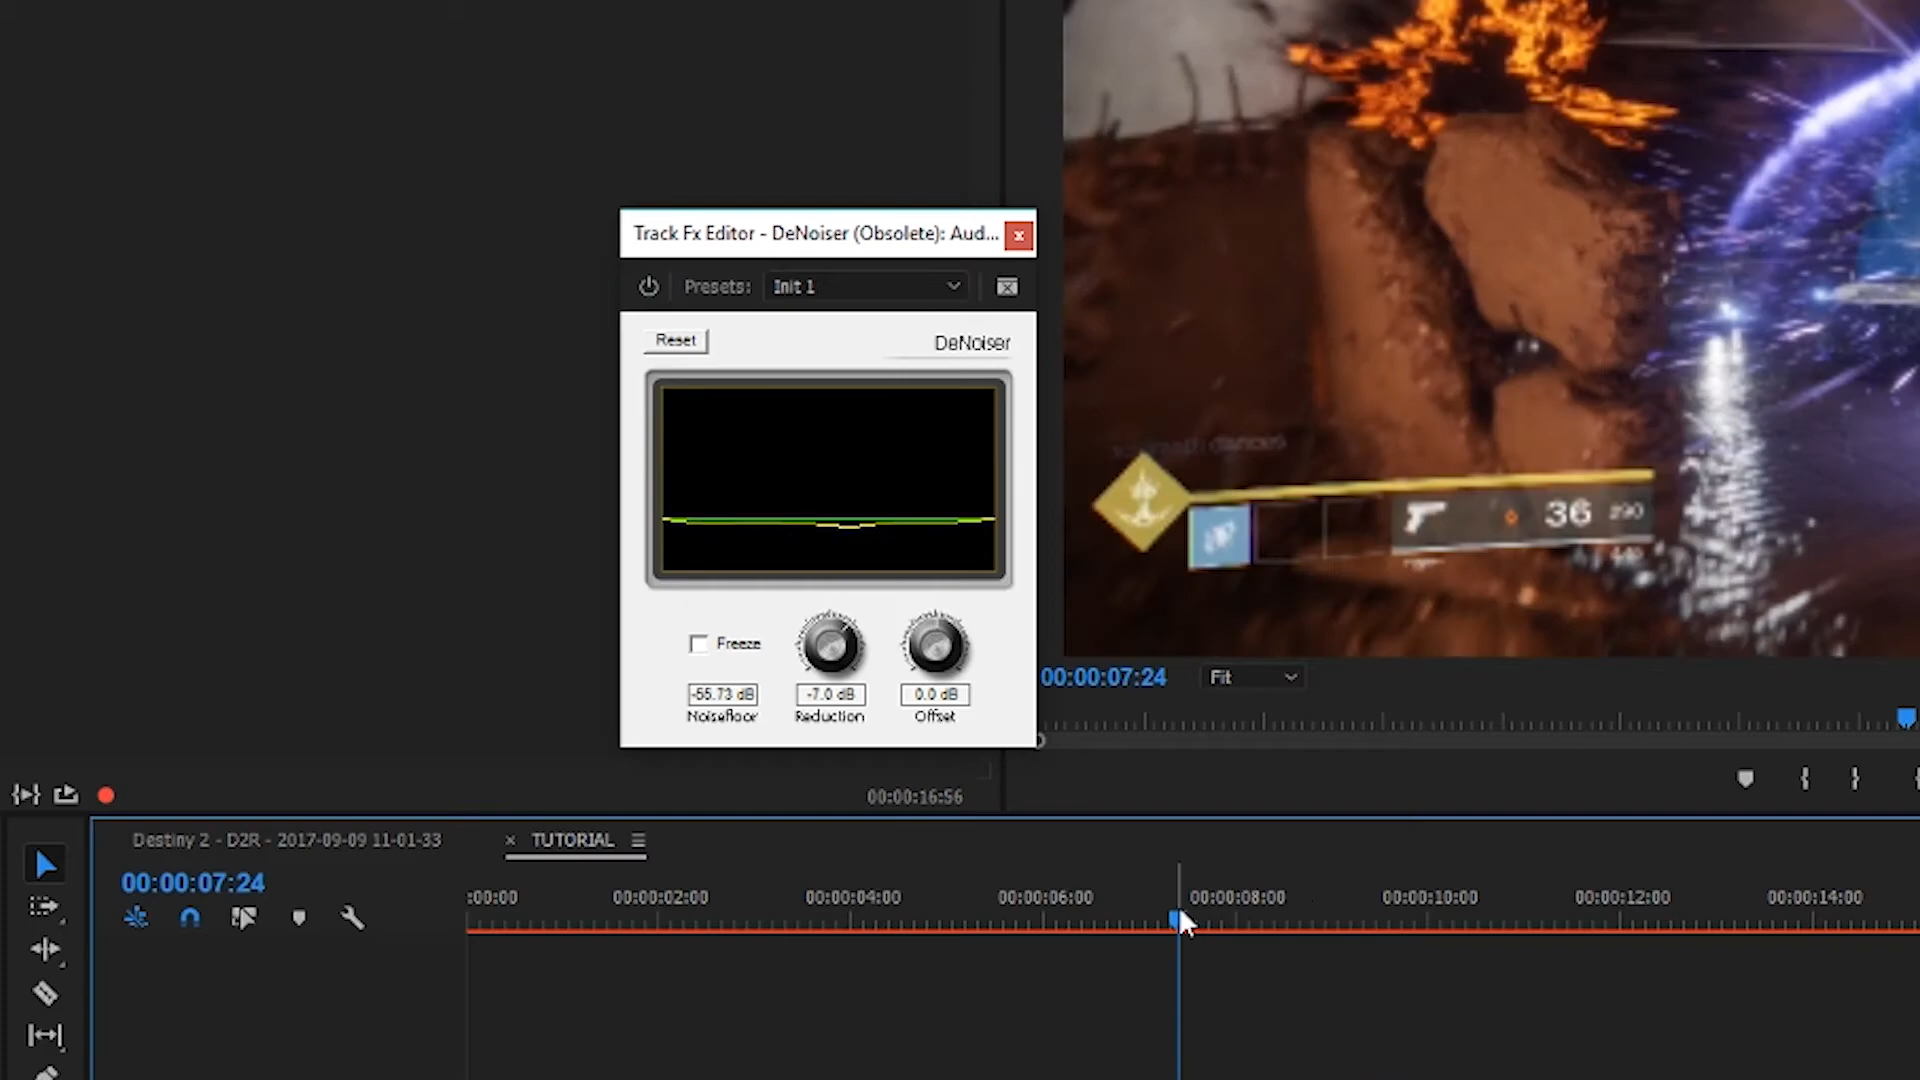 Track Fx Editor - DeNoiser (Obsolete): Aud...
Presets: Init 1
Reset
DeNoiser
Freeze
-55.73 dB
-7.0 dB
0.0 dB
Noisefloor
Reduction
Offset
36
290
00:00:07:24
Fit
00:00:16:56
Destiny 2 - D2R - 2017-09-09 11-01-33
× TUTORIAL
00:00:07:24
:00:00
00:00:02:00
00:00:04:00
00:00:06:00
00:00:08:00
00:00:10:00
00:00:12:00
00:00:14:00